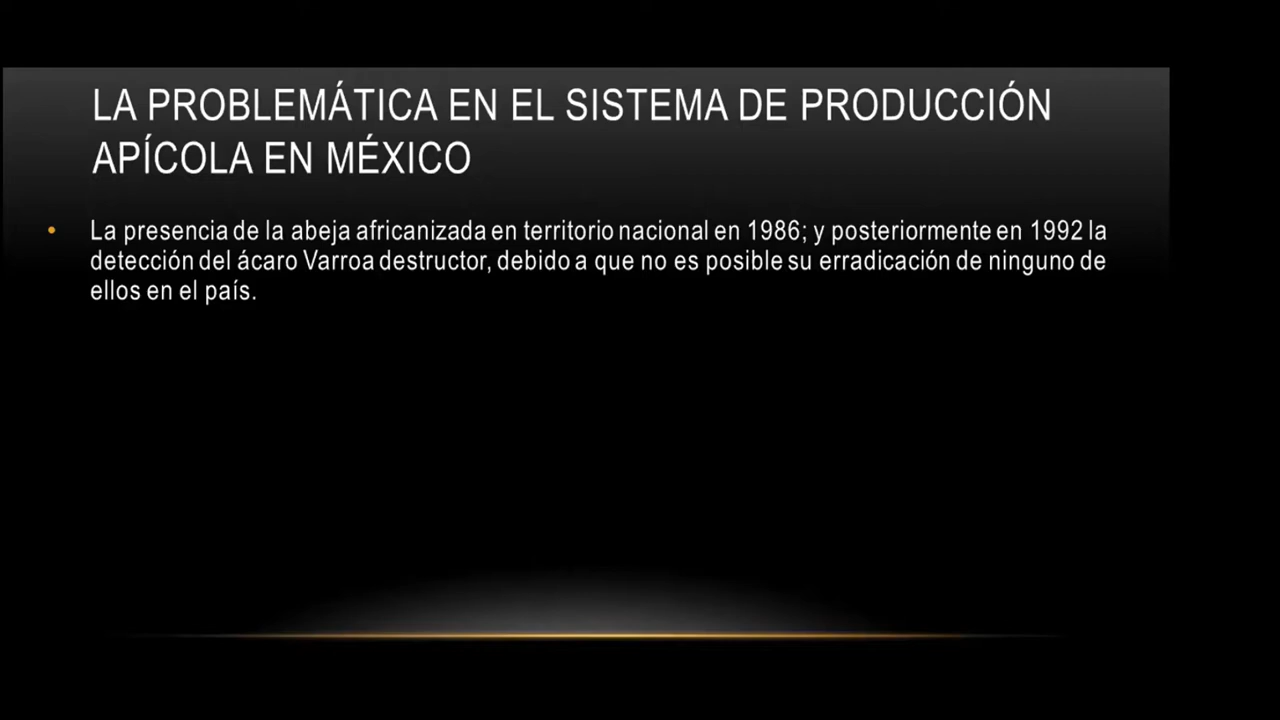 LA PROBLEMÁTICA EN EL SISTEMA DE PRODUCCIÓN
APÍCOLA EN MÉXICO
• La presencia de la abeja africanizada en territorio nacional en 1986; y posteriormente en 1992 la
detección del ácaro Varroa destructor, debido a que no es posible su erradicación de ninguno de
ellos en el país.